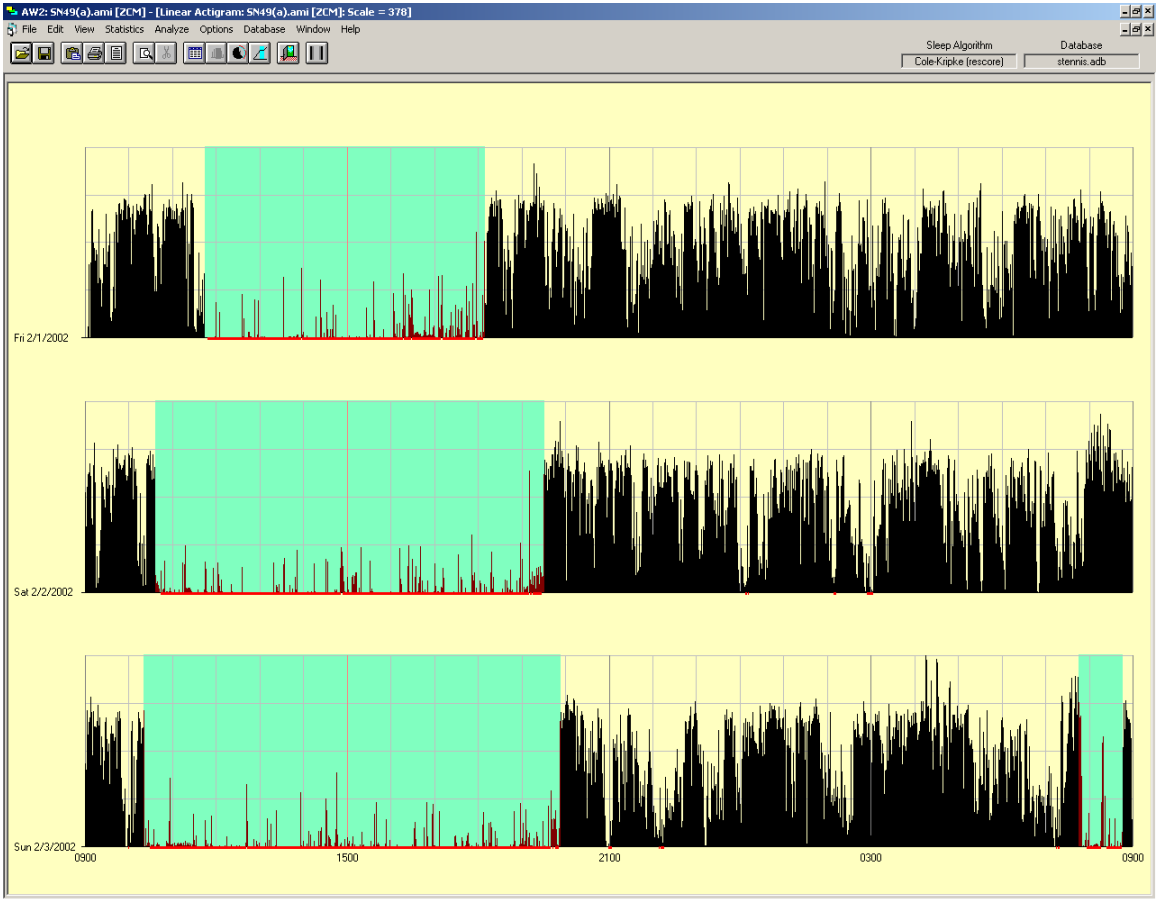 AW2: SN49(a).ami [ZCM] - [Linear Actigram: SN49(a).ami [ZCM]: Scale = 378]
File Edit View Statistics Analyze Options Database Window Help
Sleep Algorithm Database
Cole-Kripke (rescore) stennis.adb
Fri 2/1/2002
Sat 2/2/2002
Sun 2/3/2002
0900 1500 2100 0300 0900